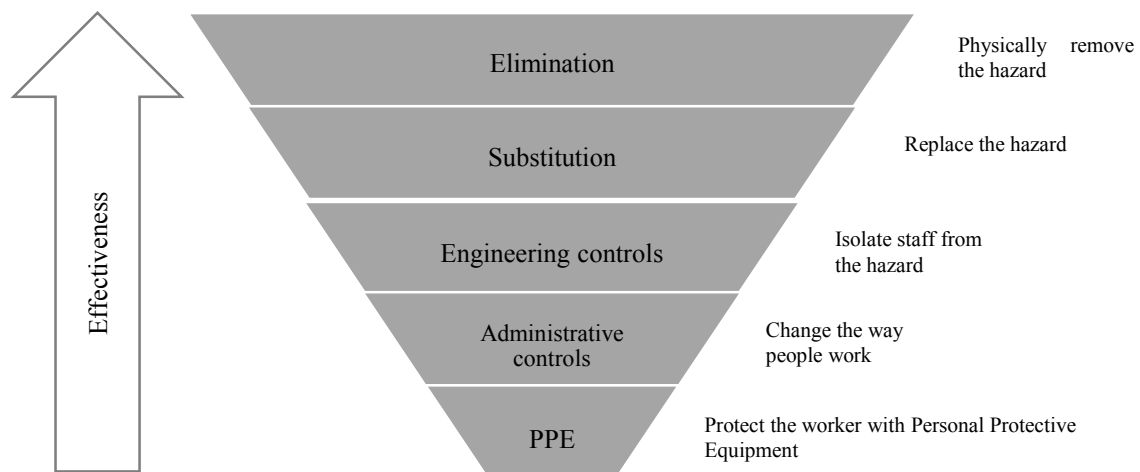 Effectiveness
Elimination
Physically remove
the hazard
Substitution
Replace the hazard
Engineering controls
Isolate staff from
the hazard
Administrative
controls
Change the way
people work
PPE
Protect the worker with Personal Protective
Equipment